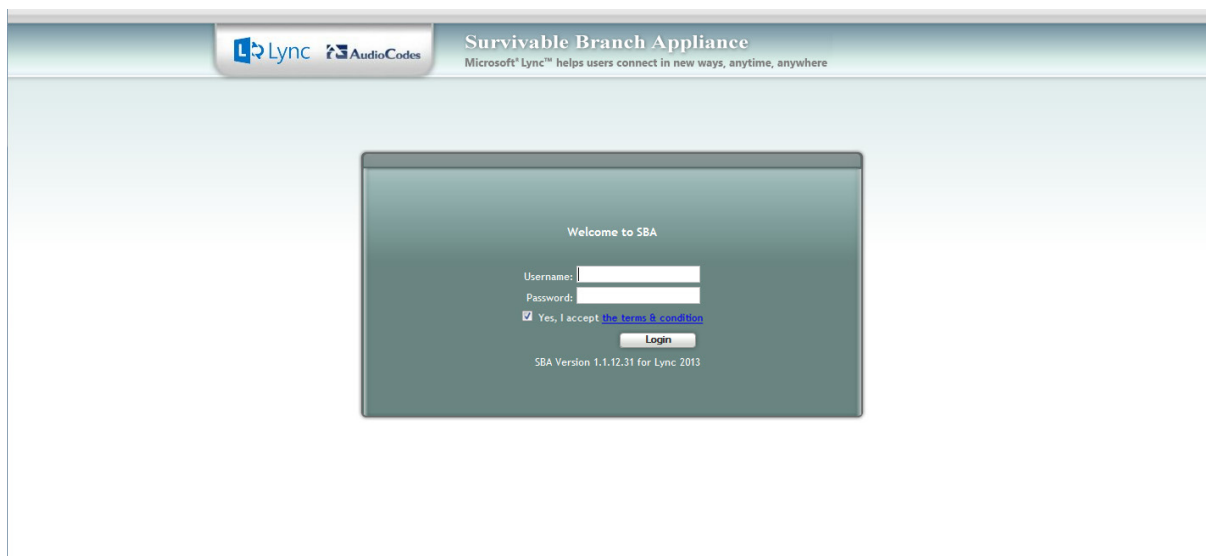 Lync AudioCodes
Survivable Branch Appliance
Microsoft® Lync™ helps users connect in new ways, anytime, anywhere
Welcome to SBA
Username:
Password:
Yes, I accept the terms & condition
Login
SBA Version 1.1.12.31 for Lync 2013